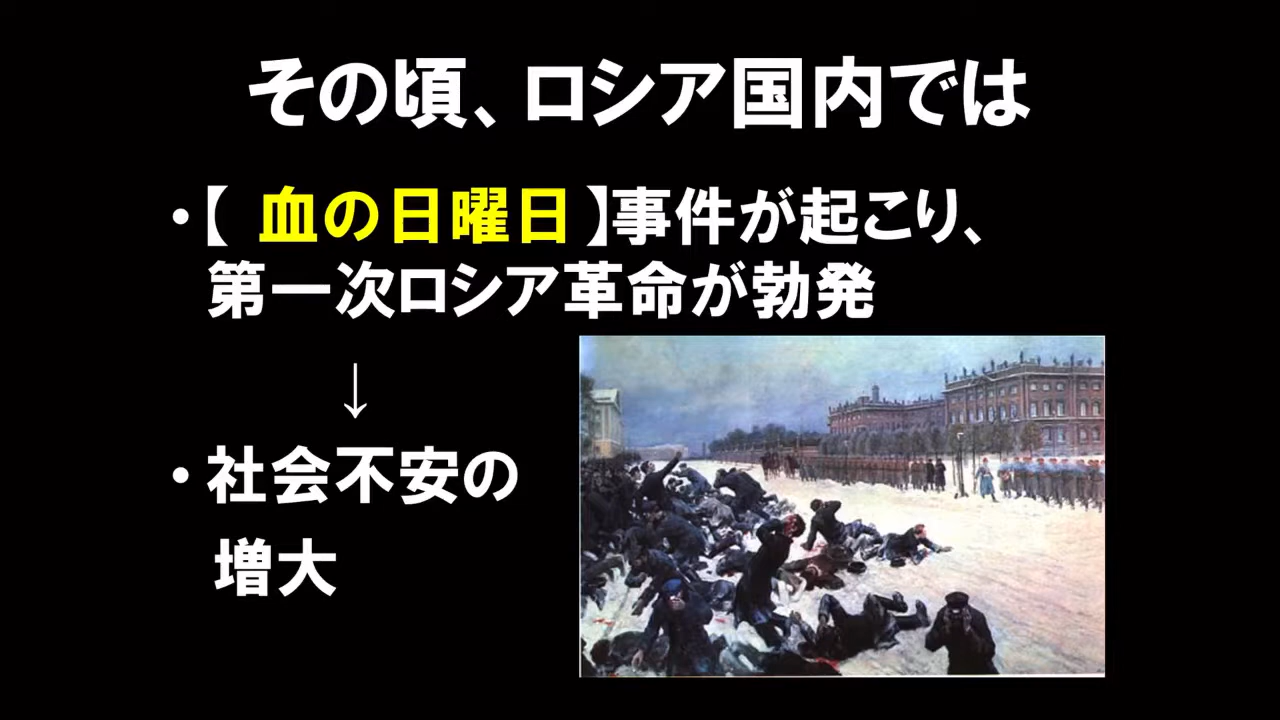 その頃、ロシア国内では
・【 血の日曜日 】事件が起こり、
第一次ロシア革命が勃発
↓
・社会不安の
増大